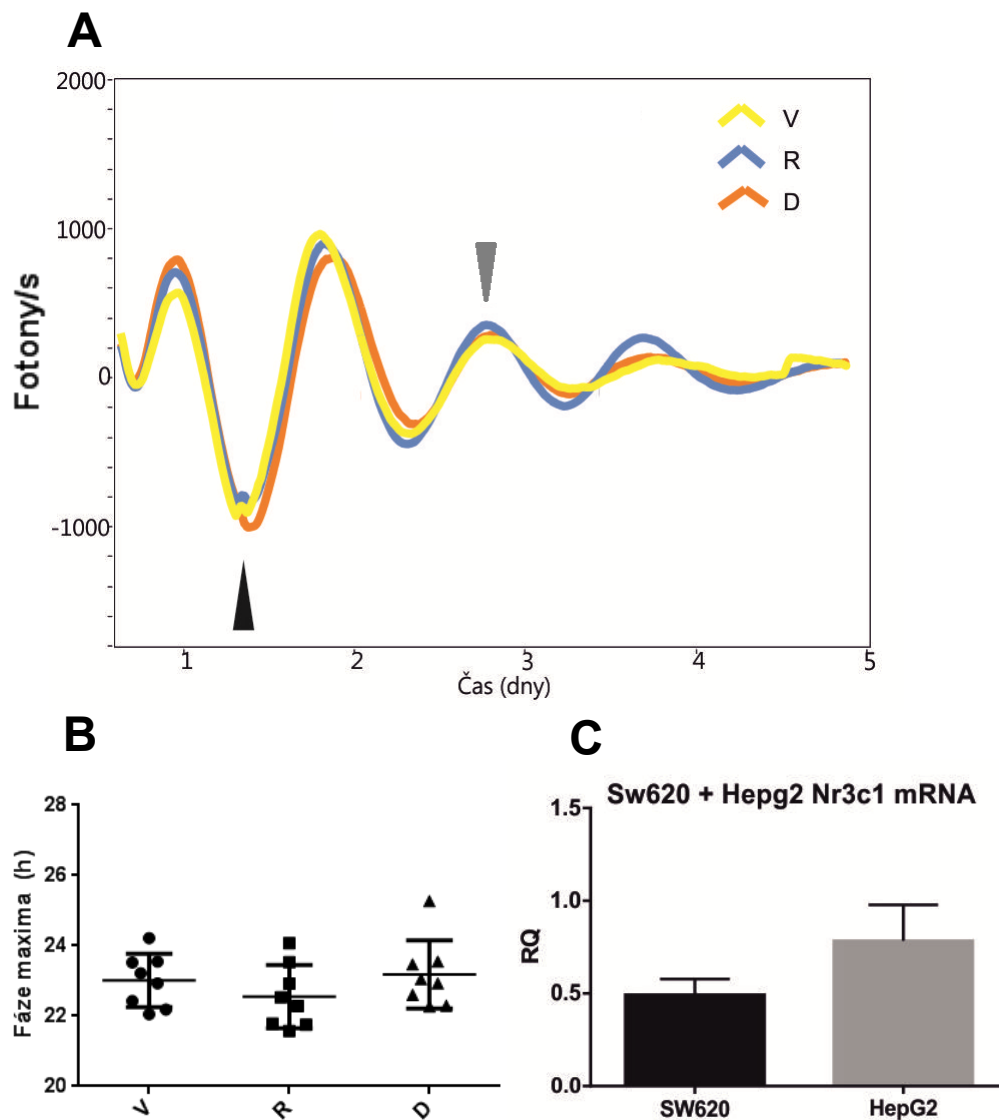 A
2000
1000
0
-1000
Fotony/s
V
R
D
1 2 3 4 5
Čas (dny)
B
28
26
24
22
20
Fáze maxima (h)
V R D
C
Sw620 + Hepg2 Nr3c1 mRNA
1.5
1.0
0.5
0.0
RQ
SW620 HepG2